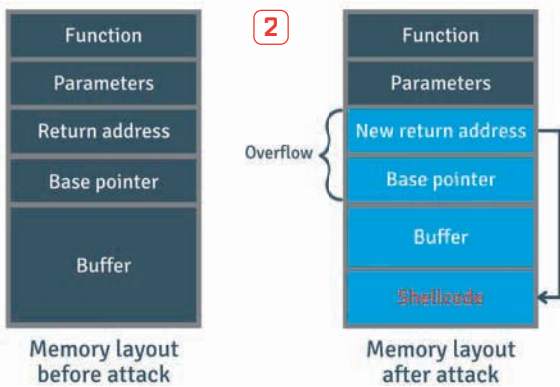 Function
Parameters
Return address
Base pointer
Buffer
Memory layout
before attack
2
Overflow
Function
Parameters
New return address
Base pointer
Buffer
Shellcode
Memory layout
after attack